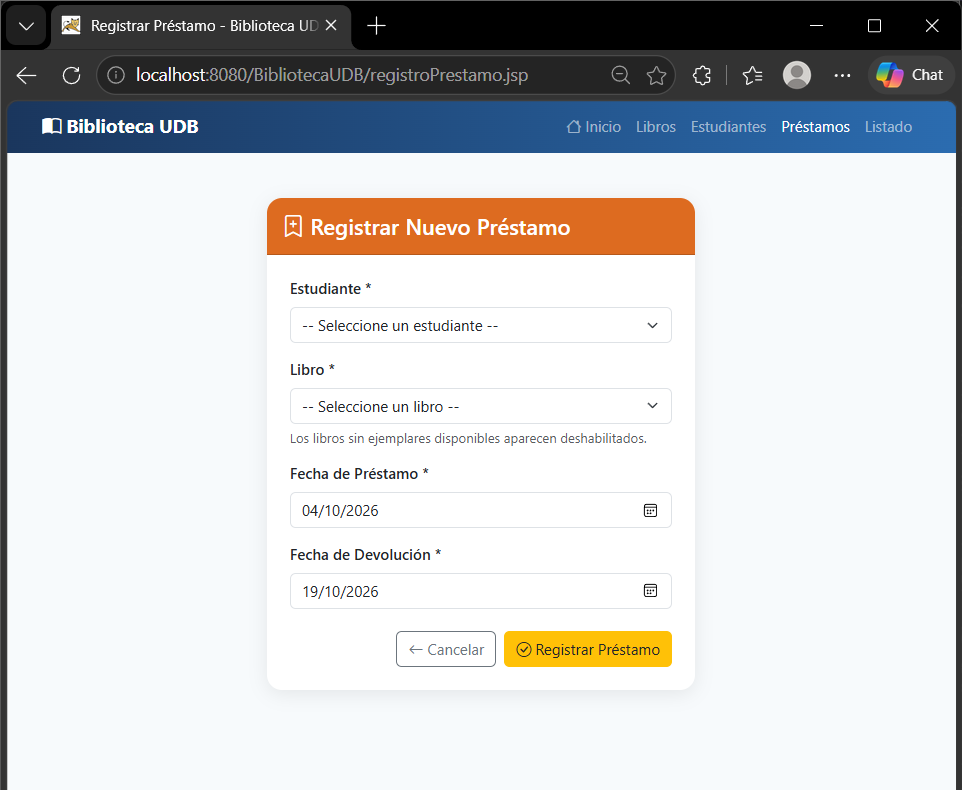 Registrar Préstamo - Biblioteca UD
localhost:8080/BibliotecaUDB/registroPrestamo.jsp
Chat
Biblioteca UDB
Inicio Libros Estudiantes Préstamos Listado
Registrar Nuevo Préstamo
Estudiante *
-- Seleccione un estudiante --
Libro *
-- Seleccione un libro --
Los libros sin ejemplares disponibles aparecen deshabilitados.
Fecha de Préstamo *
04/10/2026
Fecha de Devolución *
19/10/2026
Cancelar Registrar Préstamo